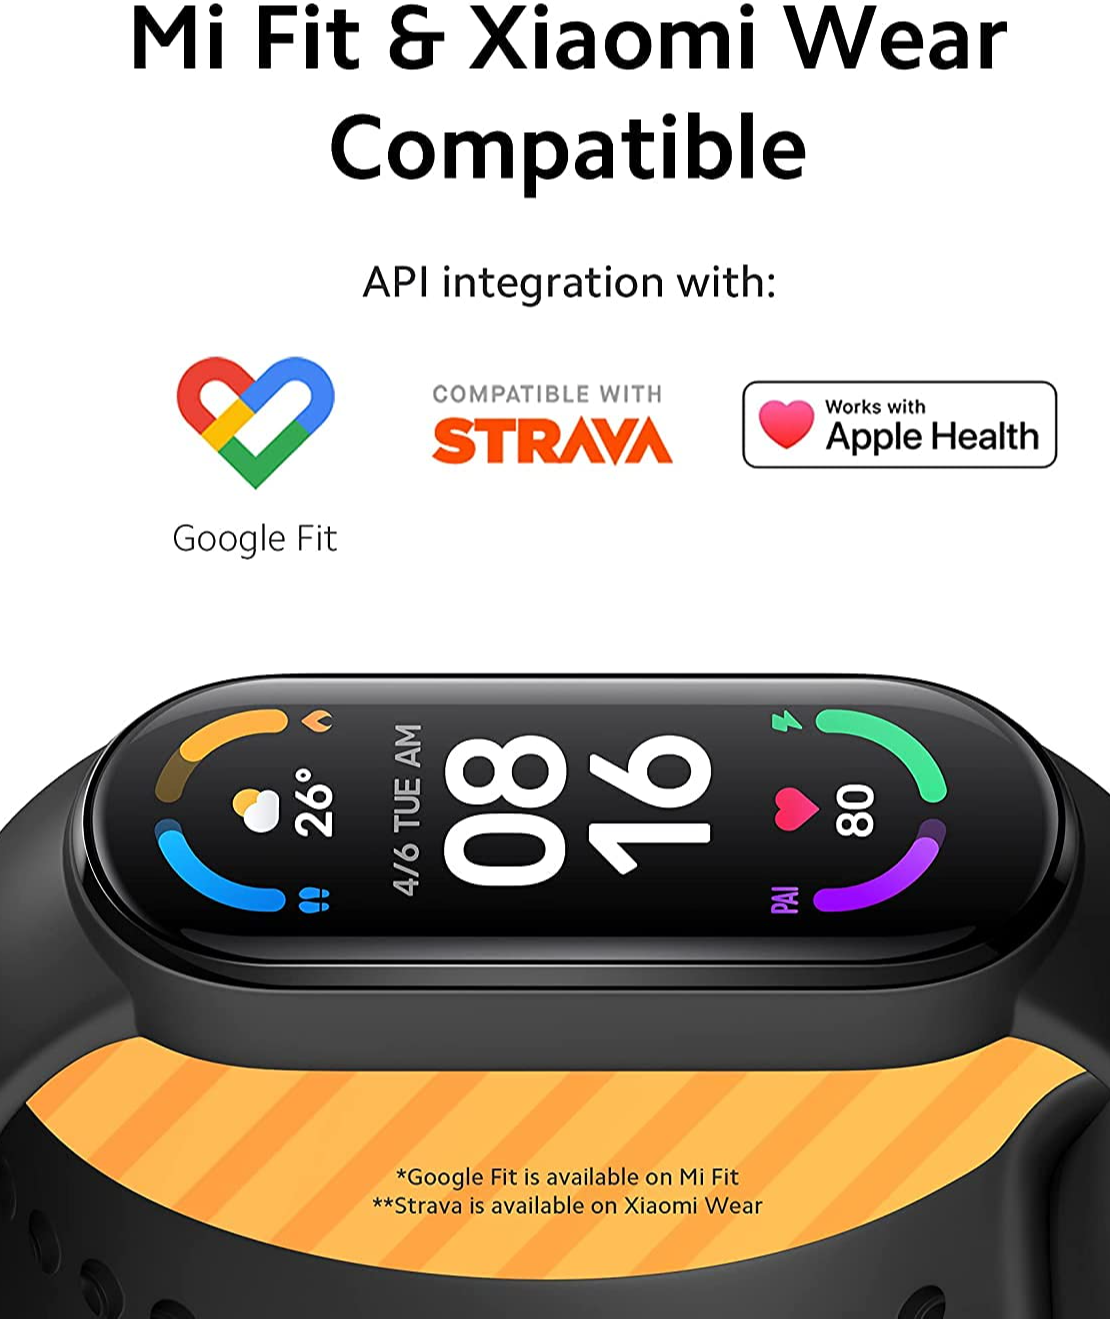 Mi Fit & Xiaomi Wear
Compatible
API integration with:
COMPATIBLE WITH
STRAVA
Works with
Apple Health
Google Fit
26°
4/6 TUE AM
08
16
80
PAI
*Google Fit is available on Mi Fit
**Strava is available on Xiaomi Wear